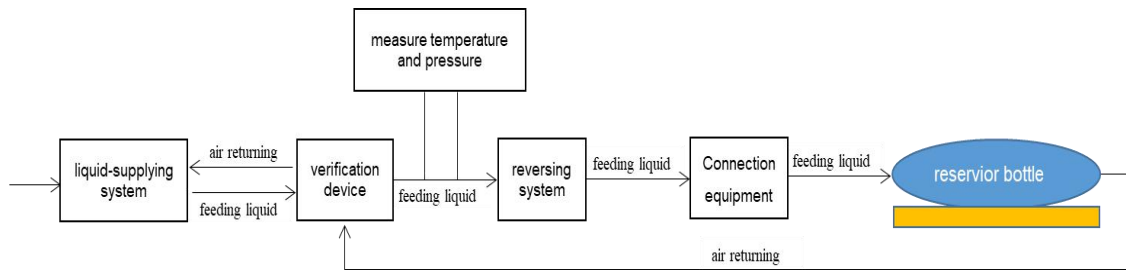 measure temperature
and pressure
liquid-supplying
system
air returning
feeding liquid
verification
device
feeding liquid
reversing
system
feeding liquid
Connection
equipment
feeding liquid
reservior bottle
air returning